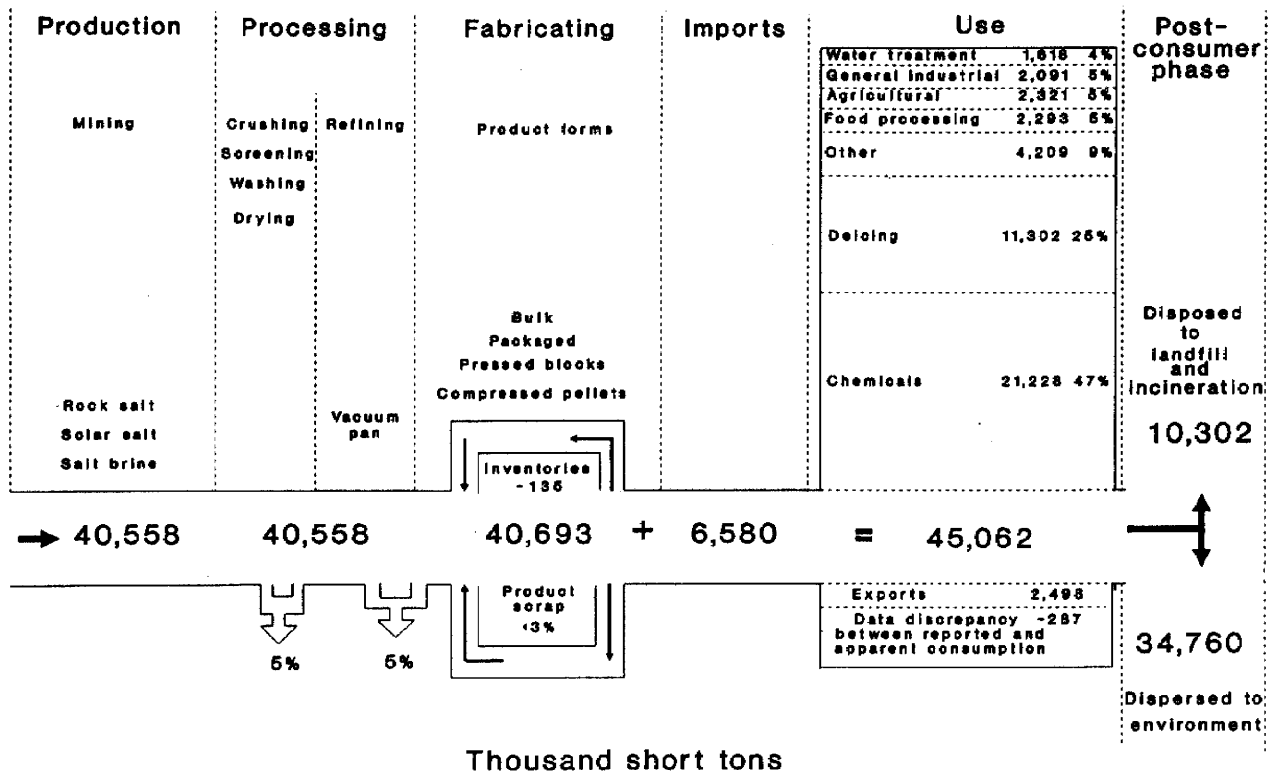 Production
Processing
Fabricating
Imports
Use
Post-
consumer
phase
Mining
Rock salt
Solar salt
Salt brine
Crushing
Screening
Washing
Drying
Refining
Vacuum
pan
Product forms
Bulk
Packaged
Pressed blocks
Compressed pellets
Inventories
-135
Water treatment 1,618 4%
General industrial 2,091 5%
Agricultural 2,321 5%
Food processing 2,293 5%
Other 4,209 9%
Deicing 11,302 25%
Chemicals 21,228 47%
Disposed
to
landfill
and
incineration
10,302
40,558 40,558 40,693 + 6,580 = 45,062
5% 5%
Product
scrap
<3%
Exports 2,498
Data discrepancy -287
between reported and
apparent consumption
34,760
Dispersed to
environment
Thousand short tons